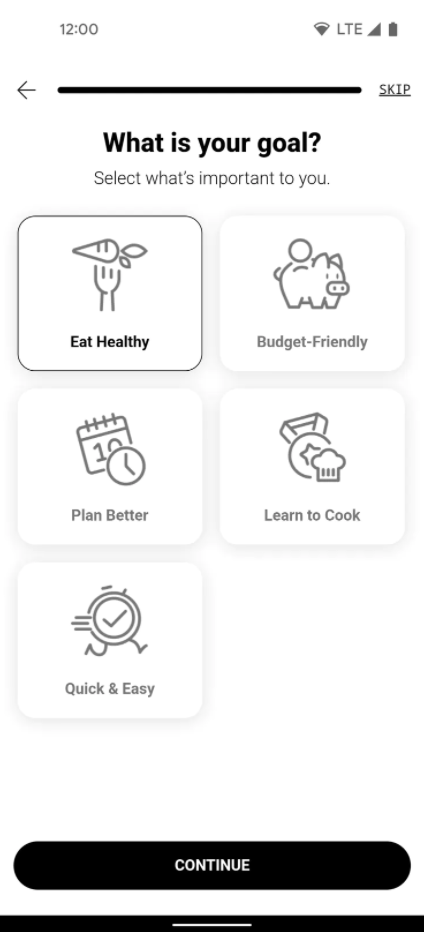 12:00 LTE
SKIP
What is your goal?
Select what's important to you.
Eat Healthy
Budget-Friendly
10
Plan Better
Learn to Cook
Quick & Easy
CONTINUE